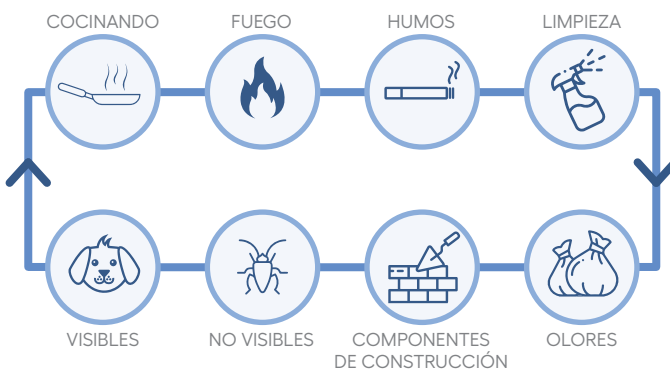 COCINANDO
FUEGO
HUMOS
LIMPIEZA
VISIBLES
NO VISIBLES
COMPONENTES
DE CONSTRUCCIÓN
OLORES